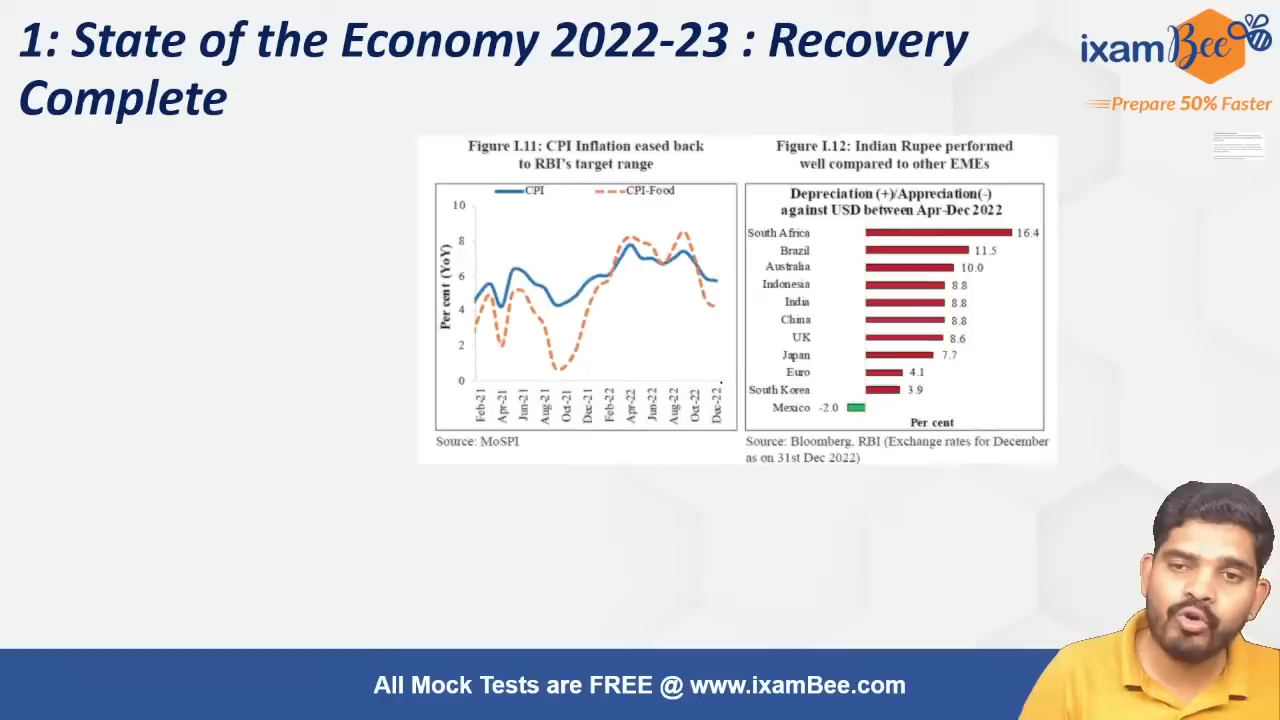 1: State of the Economy 2022-23 : Recovery
Complete
ixamBee
Prepare 50% Faster
Figure I.11: CPI Inflation eased back
to RBI's target range
CPI
CPI-Food
Per cent (YoY)
10
8
6
4
2
0
Feb-21
Apr-21
Jun-21
Aug-21
Oct-21
Dec-21
Feb-22
Apr-22
Jun-22
Aug-22
Oct-22
Dec-22
Source: MoSPI
Figure I.12: Indian Rupee performed
well compared to other EMEs
Depreciation (+)/Appreciation(-)
against USD between Apr-Dec 2022
South Africa 16.4
Brazil 11.5
Australia 10.0
Indonesia 8.8
India 8.8
China 8.8
UK 8.6
Japan 7.7
Euro 4.1
South Korea 3.9
Mexico -2.0
Per cent
Source: Bloomberg, RBI (Exchange rates for December
as on 31st Dec 2022)
All Mock Tests are FREE @ www.ixamBee.com